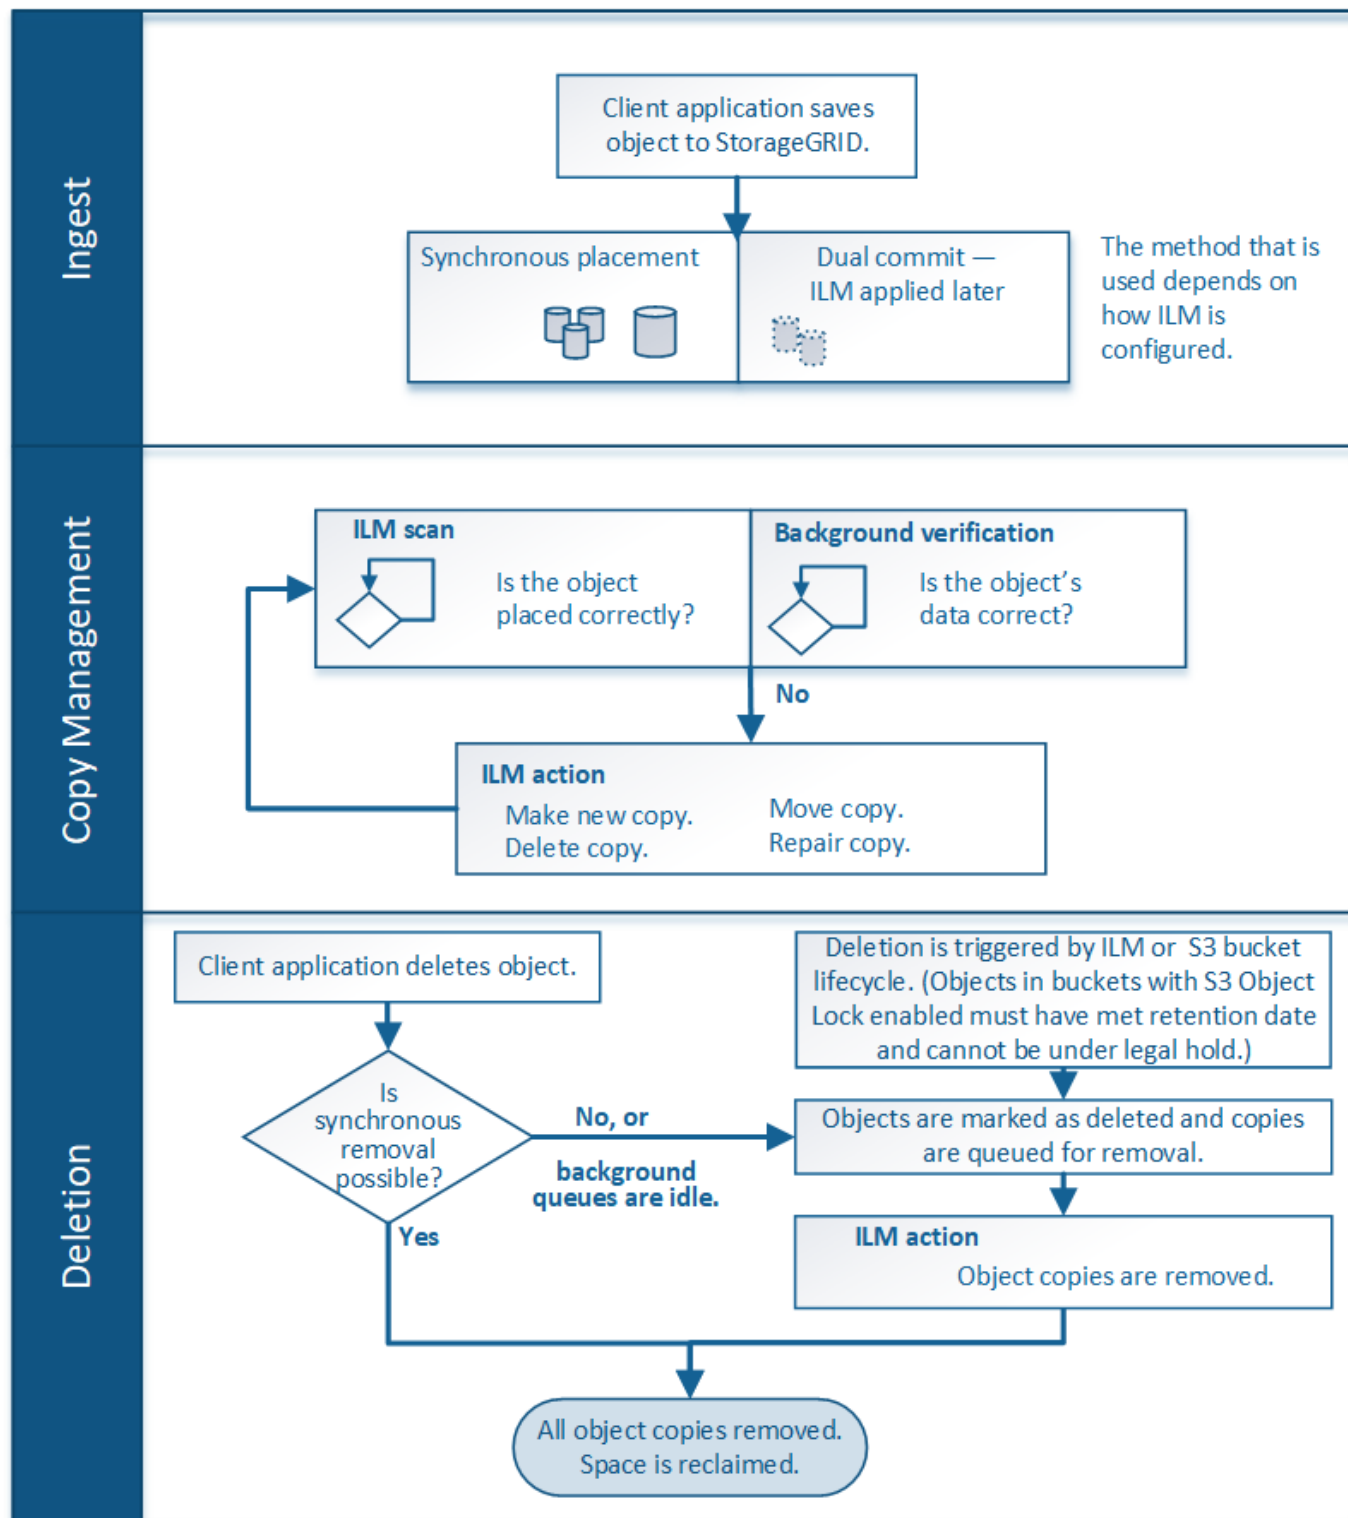 Ingest
Client application saves
object to StorageGRID.
Synchronous placement
Dual commit —
ILM applied later
The method that is
used depends on
how ILM is
configured.
Copy Management
ILM scan
Is the object
placed correctly?
Background verification
Is the object's
data correct?
No
ILM action
Make new copy.
Delete copy.
Move copy.
Repair copy.
Deletion
Client application deletes object.
Is
synchronous
removal
possible?
No, or
background
queues are idle.
Yes
Deletion is triggered by ILM or S3 bucket
lifecycle. (Objects in buckets with S3 Object
Lock enabled must have met retention date
and cannot be under legal hold.)
Objects are marked as deleted and copies
are queued for removal.
ILM action
Object copies are removed.
All object copies removed.
Space is reclaimed.